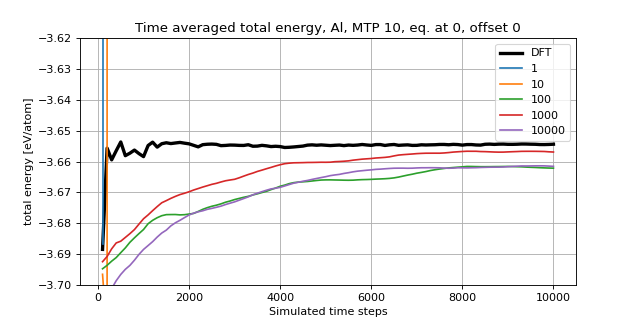 Time averaged total energy, Al, MTP 10, eq. at 0, offset 0
total energy [eV/atom]
−3.62
−3.63
−3.64
−3.65
−3.66
−3.67
−3.68
−3.69
−3.70
DFT
1
10
100
1000
10000
0 2000 4000 6000 8000 10000
Simulated time steps